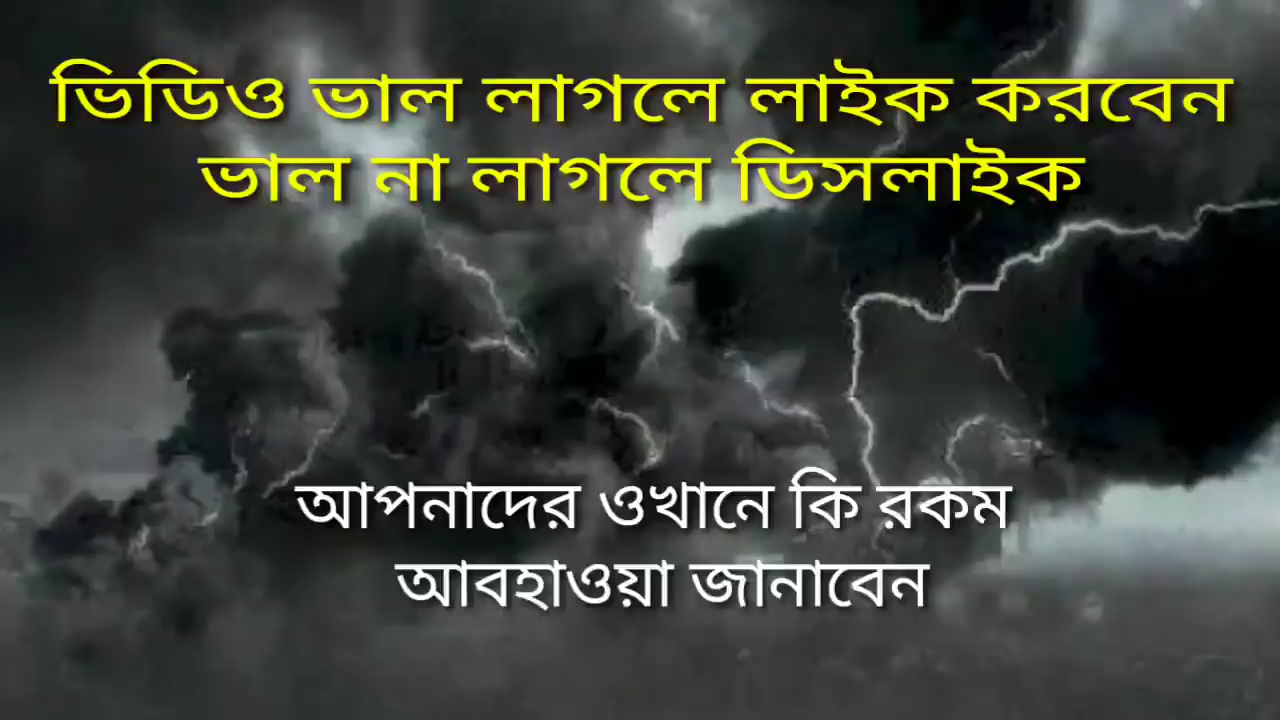 ভিডিও ভাল লাগলে লাইক করবেন
ভাল না লাগলে ডিসলাইক
আপনাদের ওখানে কি রকম
আবহাওয়া জানাবেন